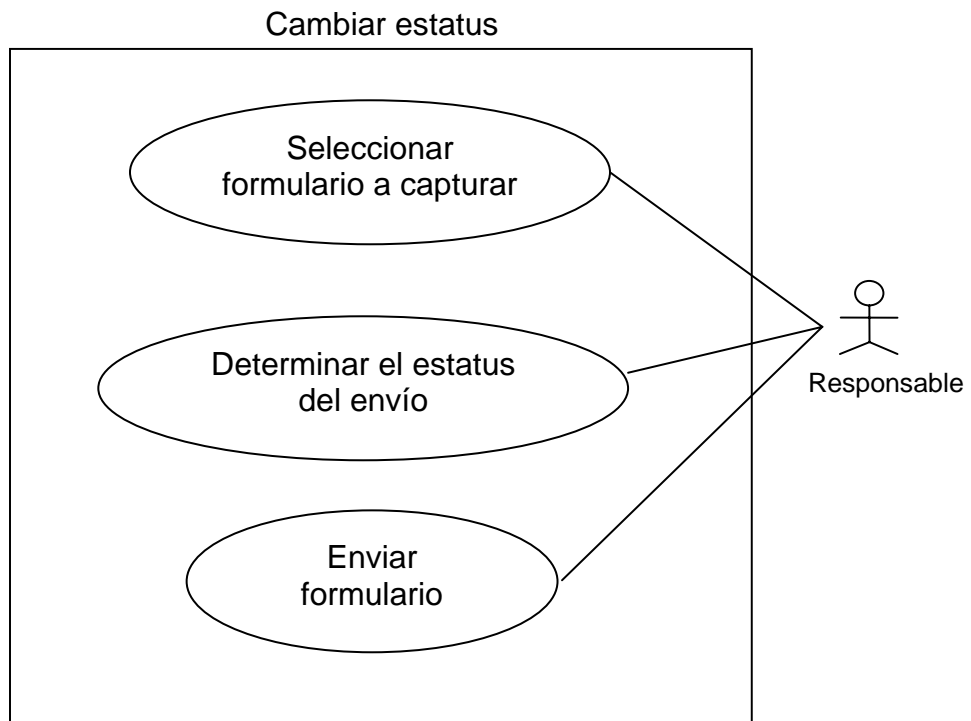 Cambiar estatus
Seleccionar
formulario a capturar
Determinar el estatus
del envío
Responsable
Enviar
formulario